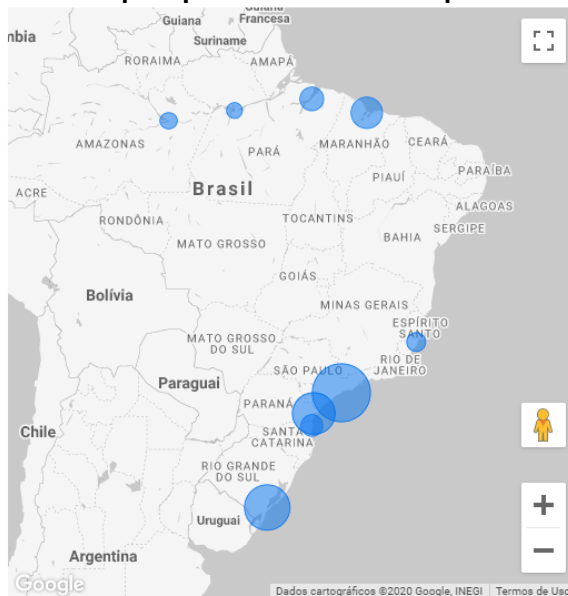 Guiana
Guiana
Francesa
mbia
Suriname
RORAIMA
AMAPÁ
AMAZONAS
PARÁ
MARANHÃO
CEARÁ
PARAÍBA
PIAUÍ
ACRE
Brasil
ALAGOAS
RONDÔNIA
TOCANTINS
SERGIPE
MATO GROSSO
BAHIA
GOIÁS
Bolívia
MINAS GERAIS
ESPÍRITO
SANTO
MATO GROSSO
DO SUL
RIO DE
JANEIRO
SÃO PAULO
Paraguai
PARANÁ
Chile
SANTA
CATARINA
RIO GRANDE
DO SUL
Uruguai
Argentina
Google
Dados cartográficos ©2020 Google, INEGI
Termos de Uso